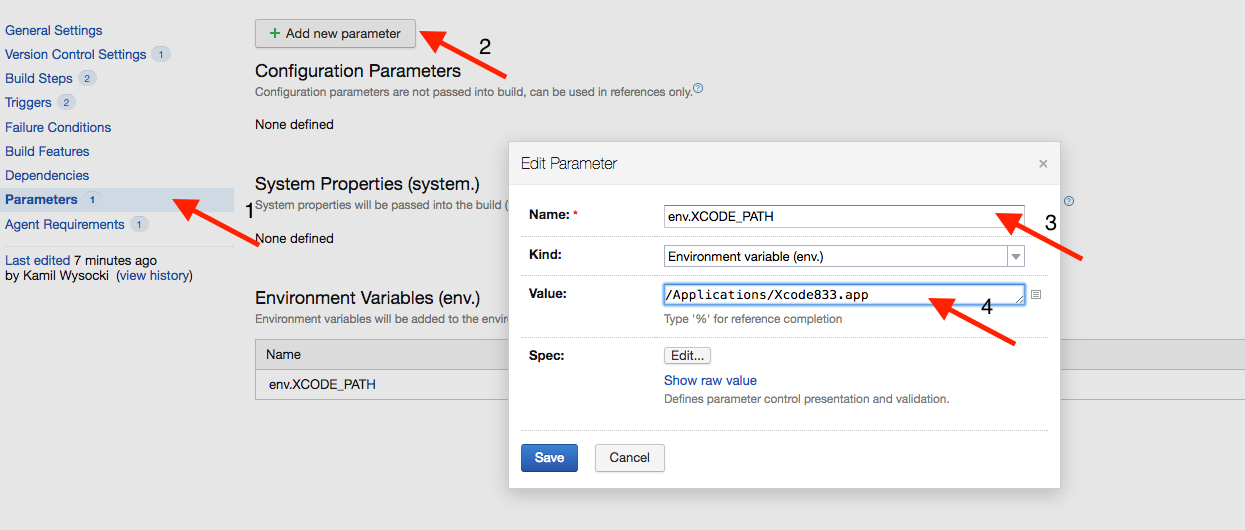 General Settings
Version Control Settings 1
Build Steps 2
Triggers 2
Failure Conditions
Build Features
Dependencies
Parameters 1
Agent Requirements 1
Last edited 7 minutes ago
by Kamil Wysocki (view history)
+ Add new parameter
2
Configuration Parameters
Configuration parameters are not passed into build, can be used in references only. ?
None defined
1
System Properties (system.)
System properties will be passed into the build ( ?
None defined
Environment Variables (env.)
Environment variables will be added to the
Name
env.XCODE_PATH
Edit Parameter ×
Name: * env.XCODE_PATH
3
Kind: Environment variable (env.)
Value: /Applications/Xcode833.app
4
Type '%' for reference completion
Spec: Edit...
Show raw value
Defines parameter control presentation and validation.
Save Cancel